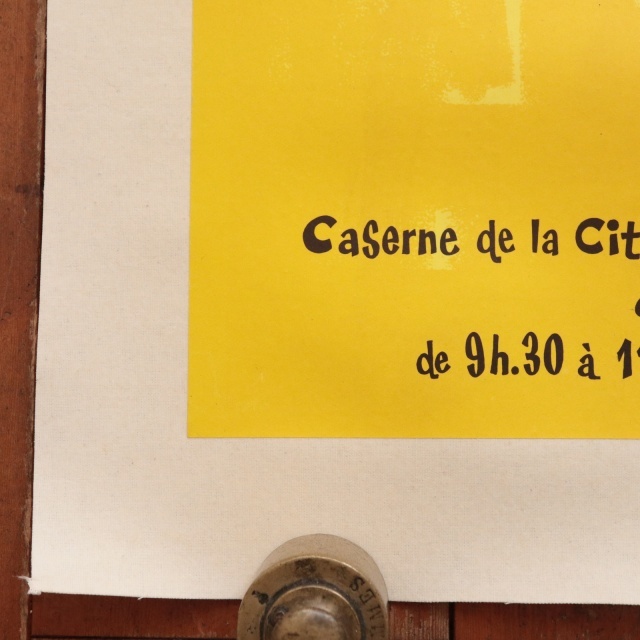 Caserne de la Cit
de 9h.30 à 1